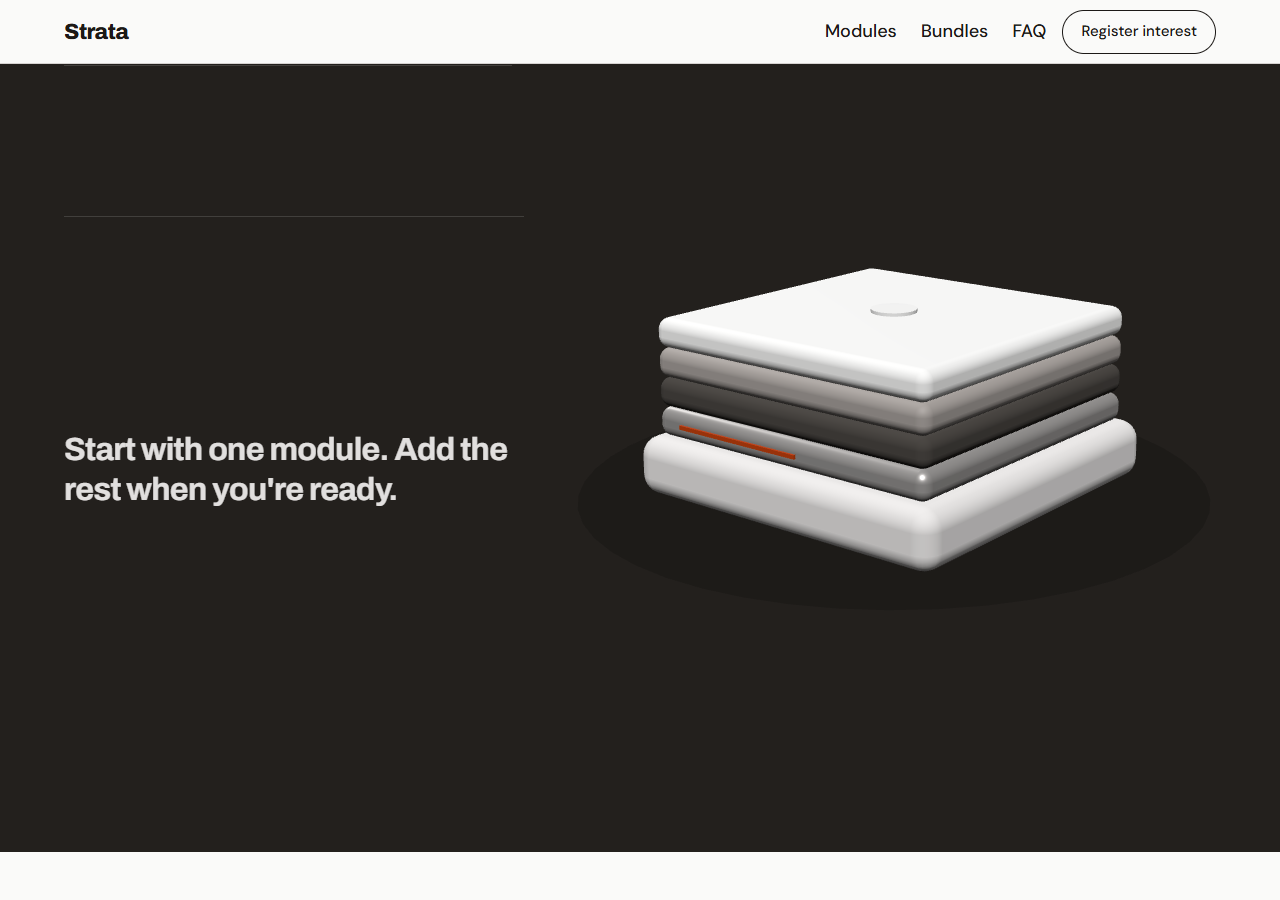 Strata
Modules
Bundles
FAQ
Register interest
Start with one module. Add the
rest when you're ready.